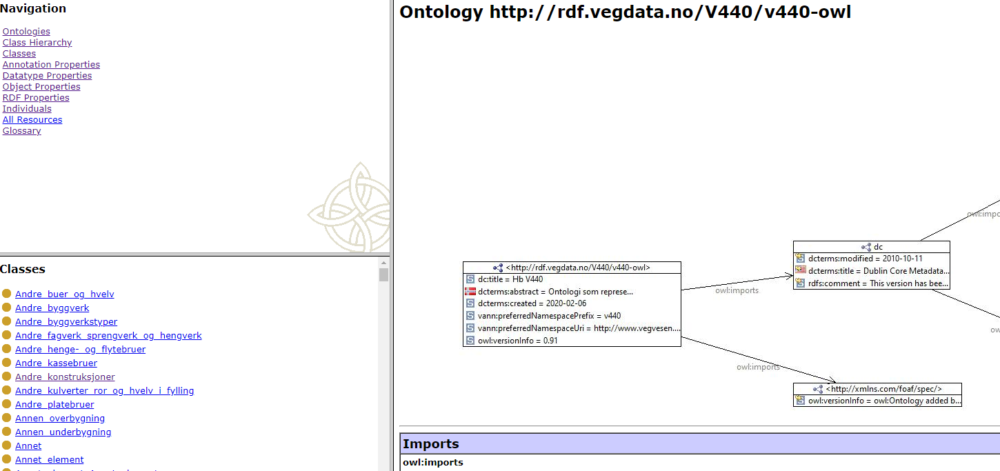 Navigation
Ontologies
Class Hierarchy
Classes
Annotation Properties
Datatype Properties
Object Properties
RDF Properties
Individuals
All Resources
Glossary
Classes
Andre_buer_og_hvelv
Andre_byggverk
Andre_byggverkstyper
Andre_fagverk_sprengverk_og_hengverk
Andre_henge-_og_flytebruer
Andre_kassebruer
Andre_konstruksjoner
Andre_kulverter_ror_og_hvelv_i_fylling
Andre_platebruer
Annen_overbygning
Annen_underbygning
Annet
Annet_element
Ontology http://rdf.vegdata.no/V440/v440-owl
owl:impo
dc
dcterms:modified = 2010-10-11
dcterms:title = Dublin Core Metadata...
rdfs:comment = This version has bee...
<http://rdf.vegdata.no/V440/v440-owl>
dc:title = Hb V440
dcterms:abstract = Ontologi som represe...
dcterms:created = 2020-02-06
vann:preferredNamespacePrefix = v440
vann:preferredNamespaceUri = http://www.vegvesen....
owl:versionInfo = 0.91
owl:imports
ow
owl:imports
<http://xmlns.com/foaf/spec/>
owl:versionInfo = owl:Ontology added b...
Imports
owl:imports